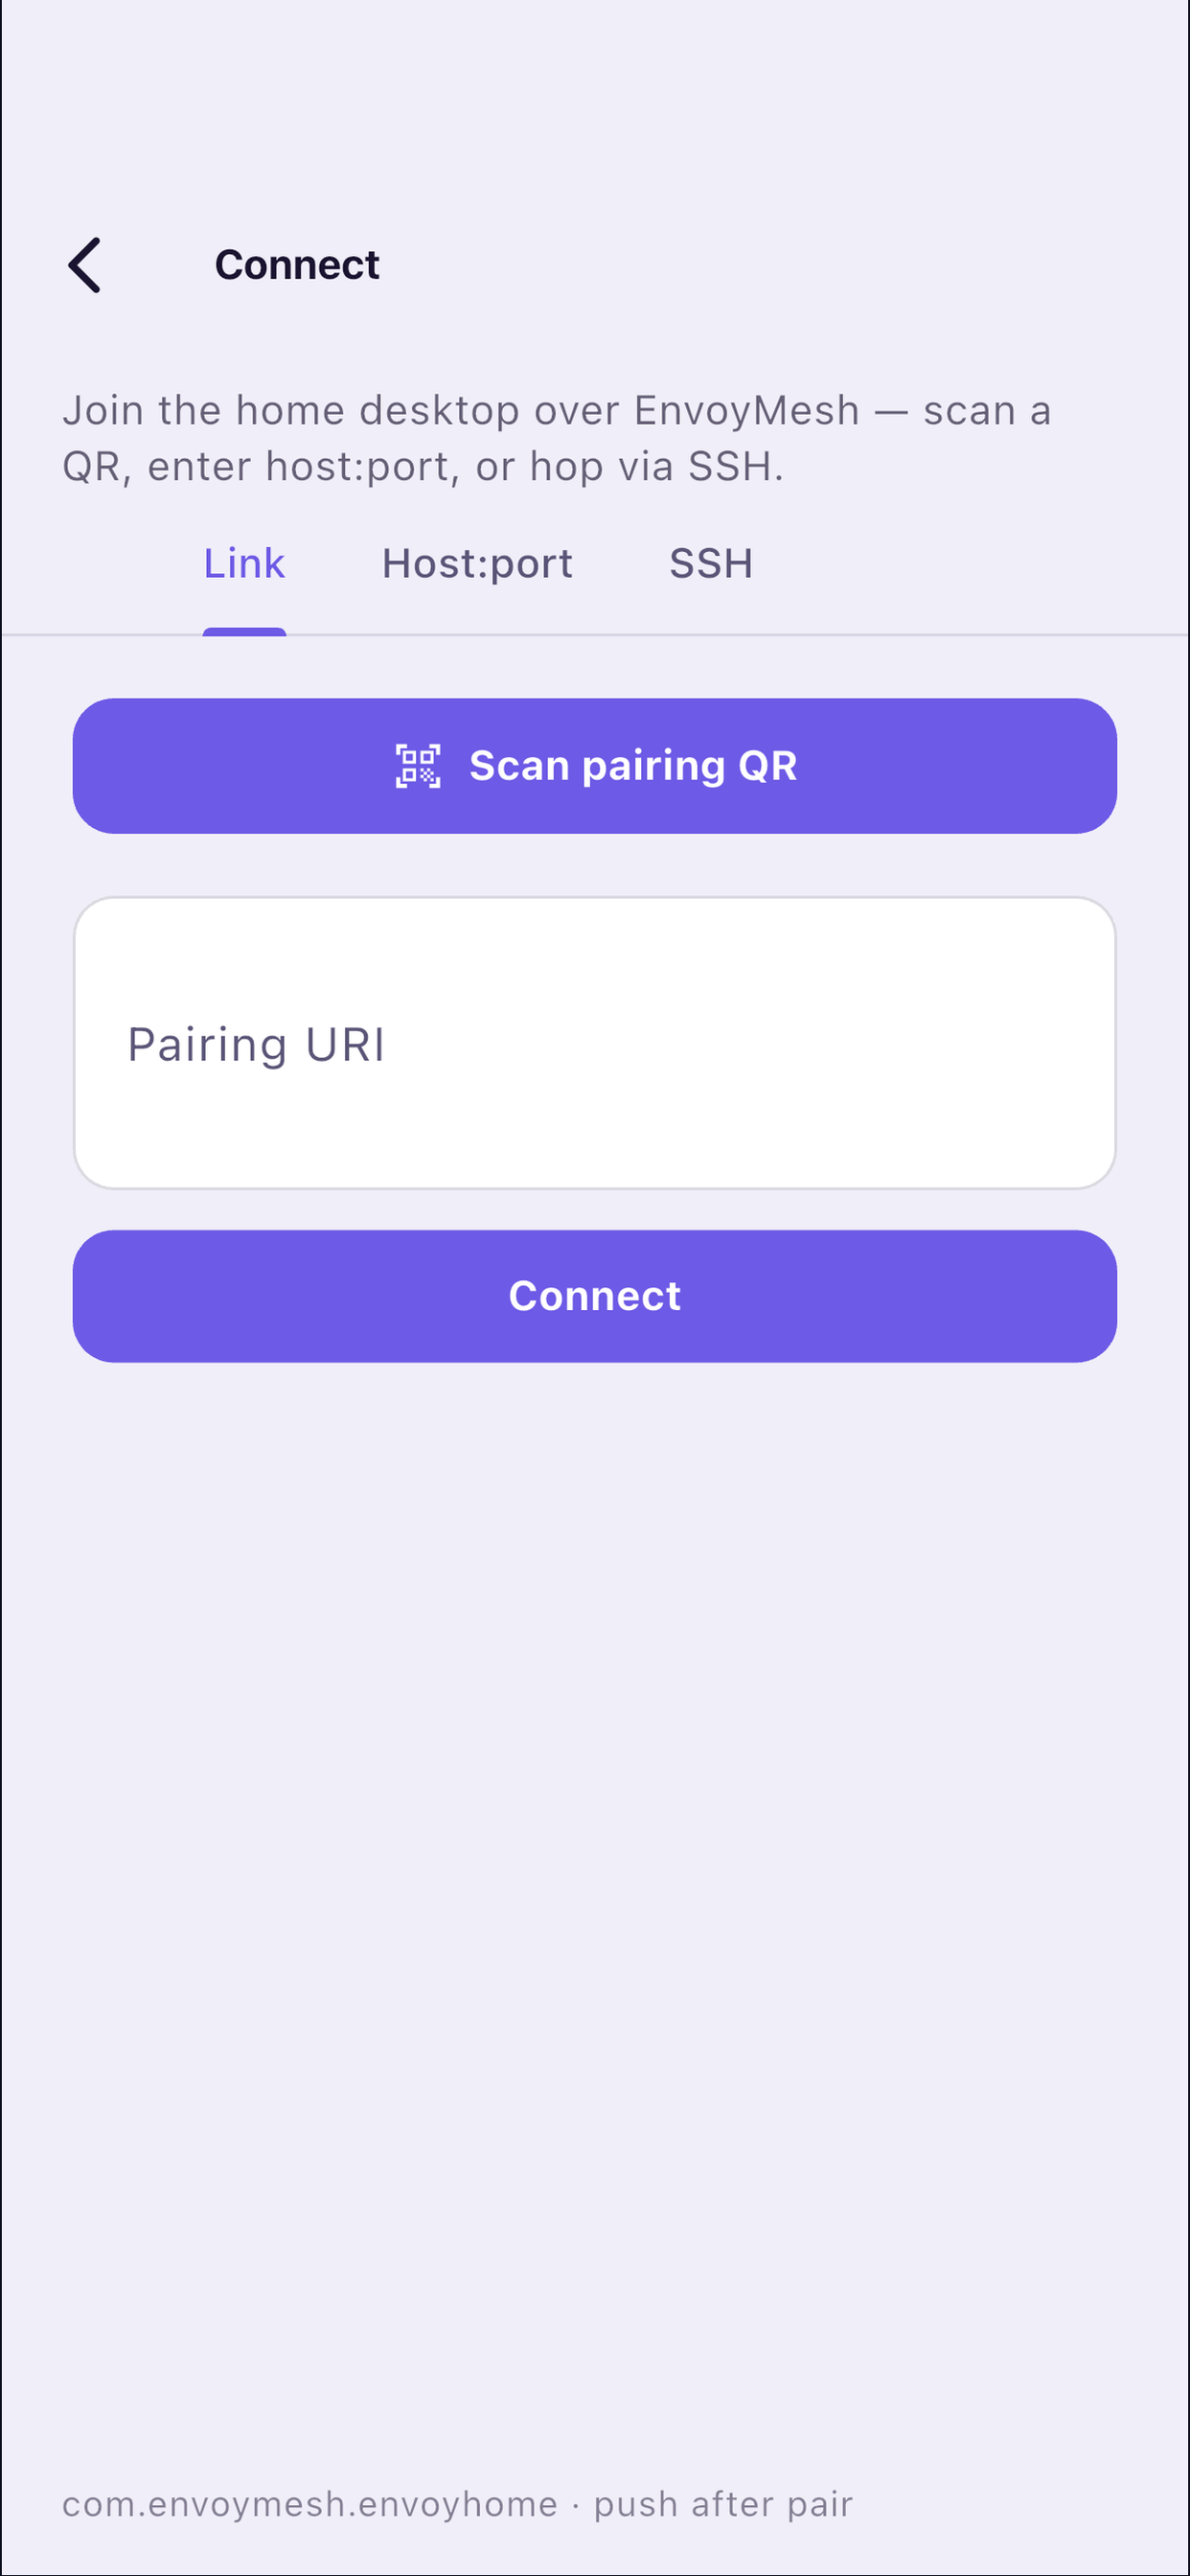 Connect
Join the home desktop over EnvoyMesh — scan a
QR, enter host:port, or hop via SSH.
Link Host:port SSH
Scan pairing QR
Pairing URI
Connect
com.envoymesh.envoyhome · push after pair